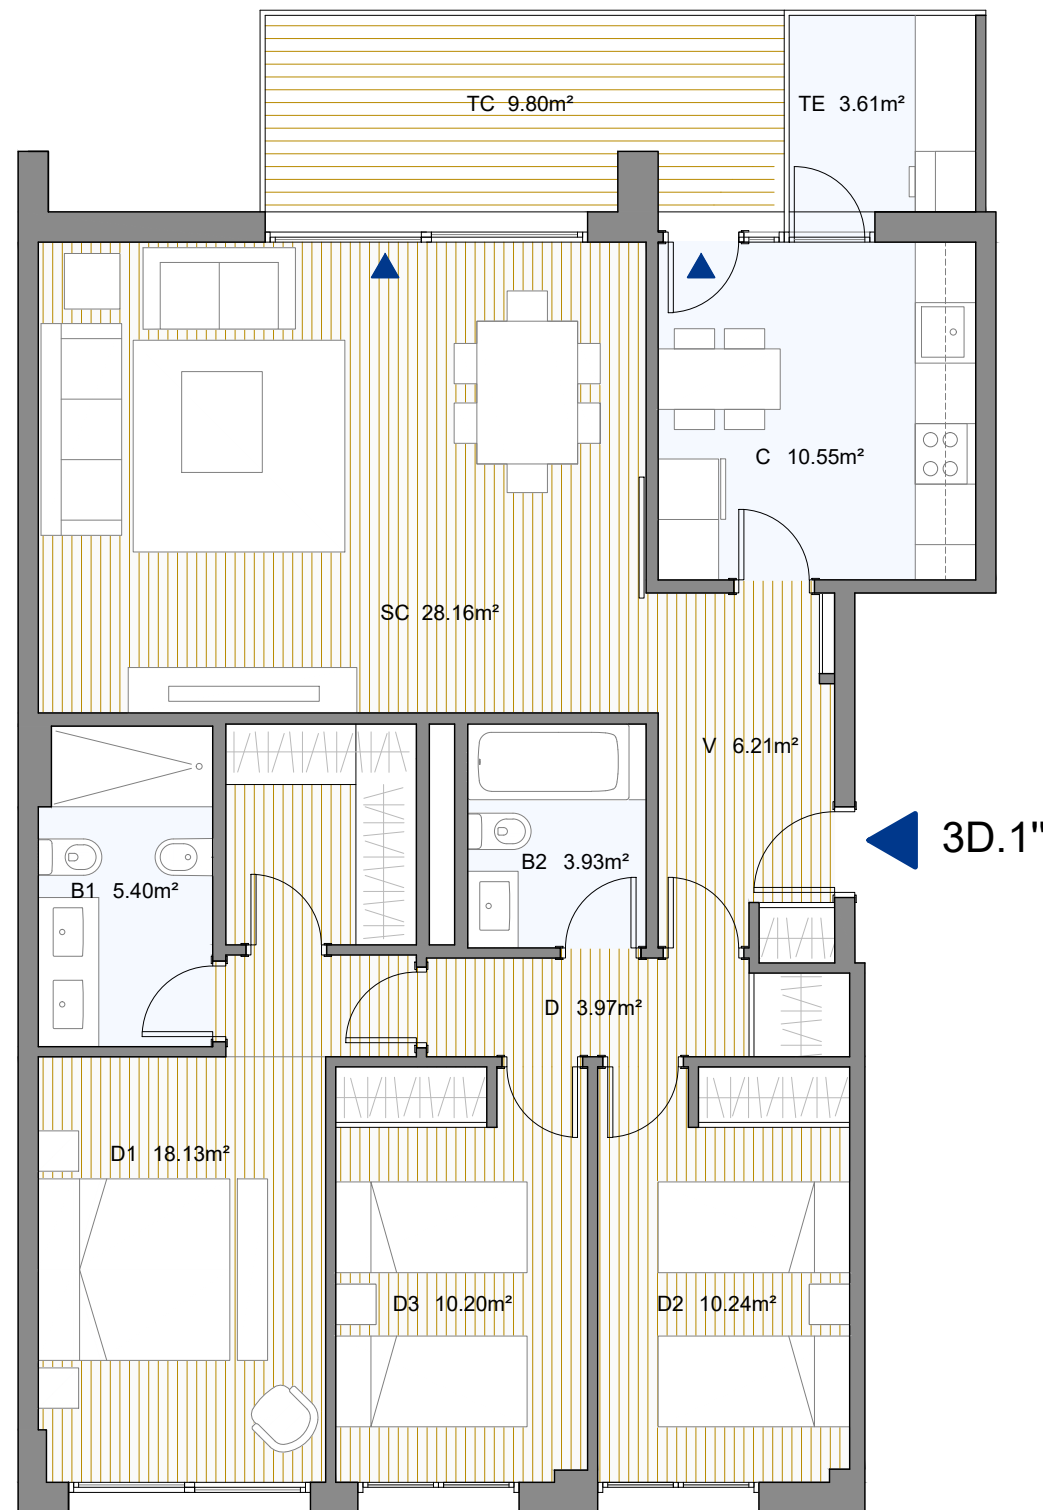 TC 9.80m²
TE 3.61m²
C 10.55m²
SC 28.16m²
V 6.21m²
3D.1"
B2 3.93m²
B1 5.40m²
D 3.97m²
D1 18.13m²
D3 10.20m²
D2 10.24m²